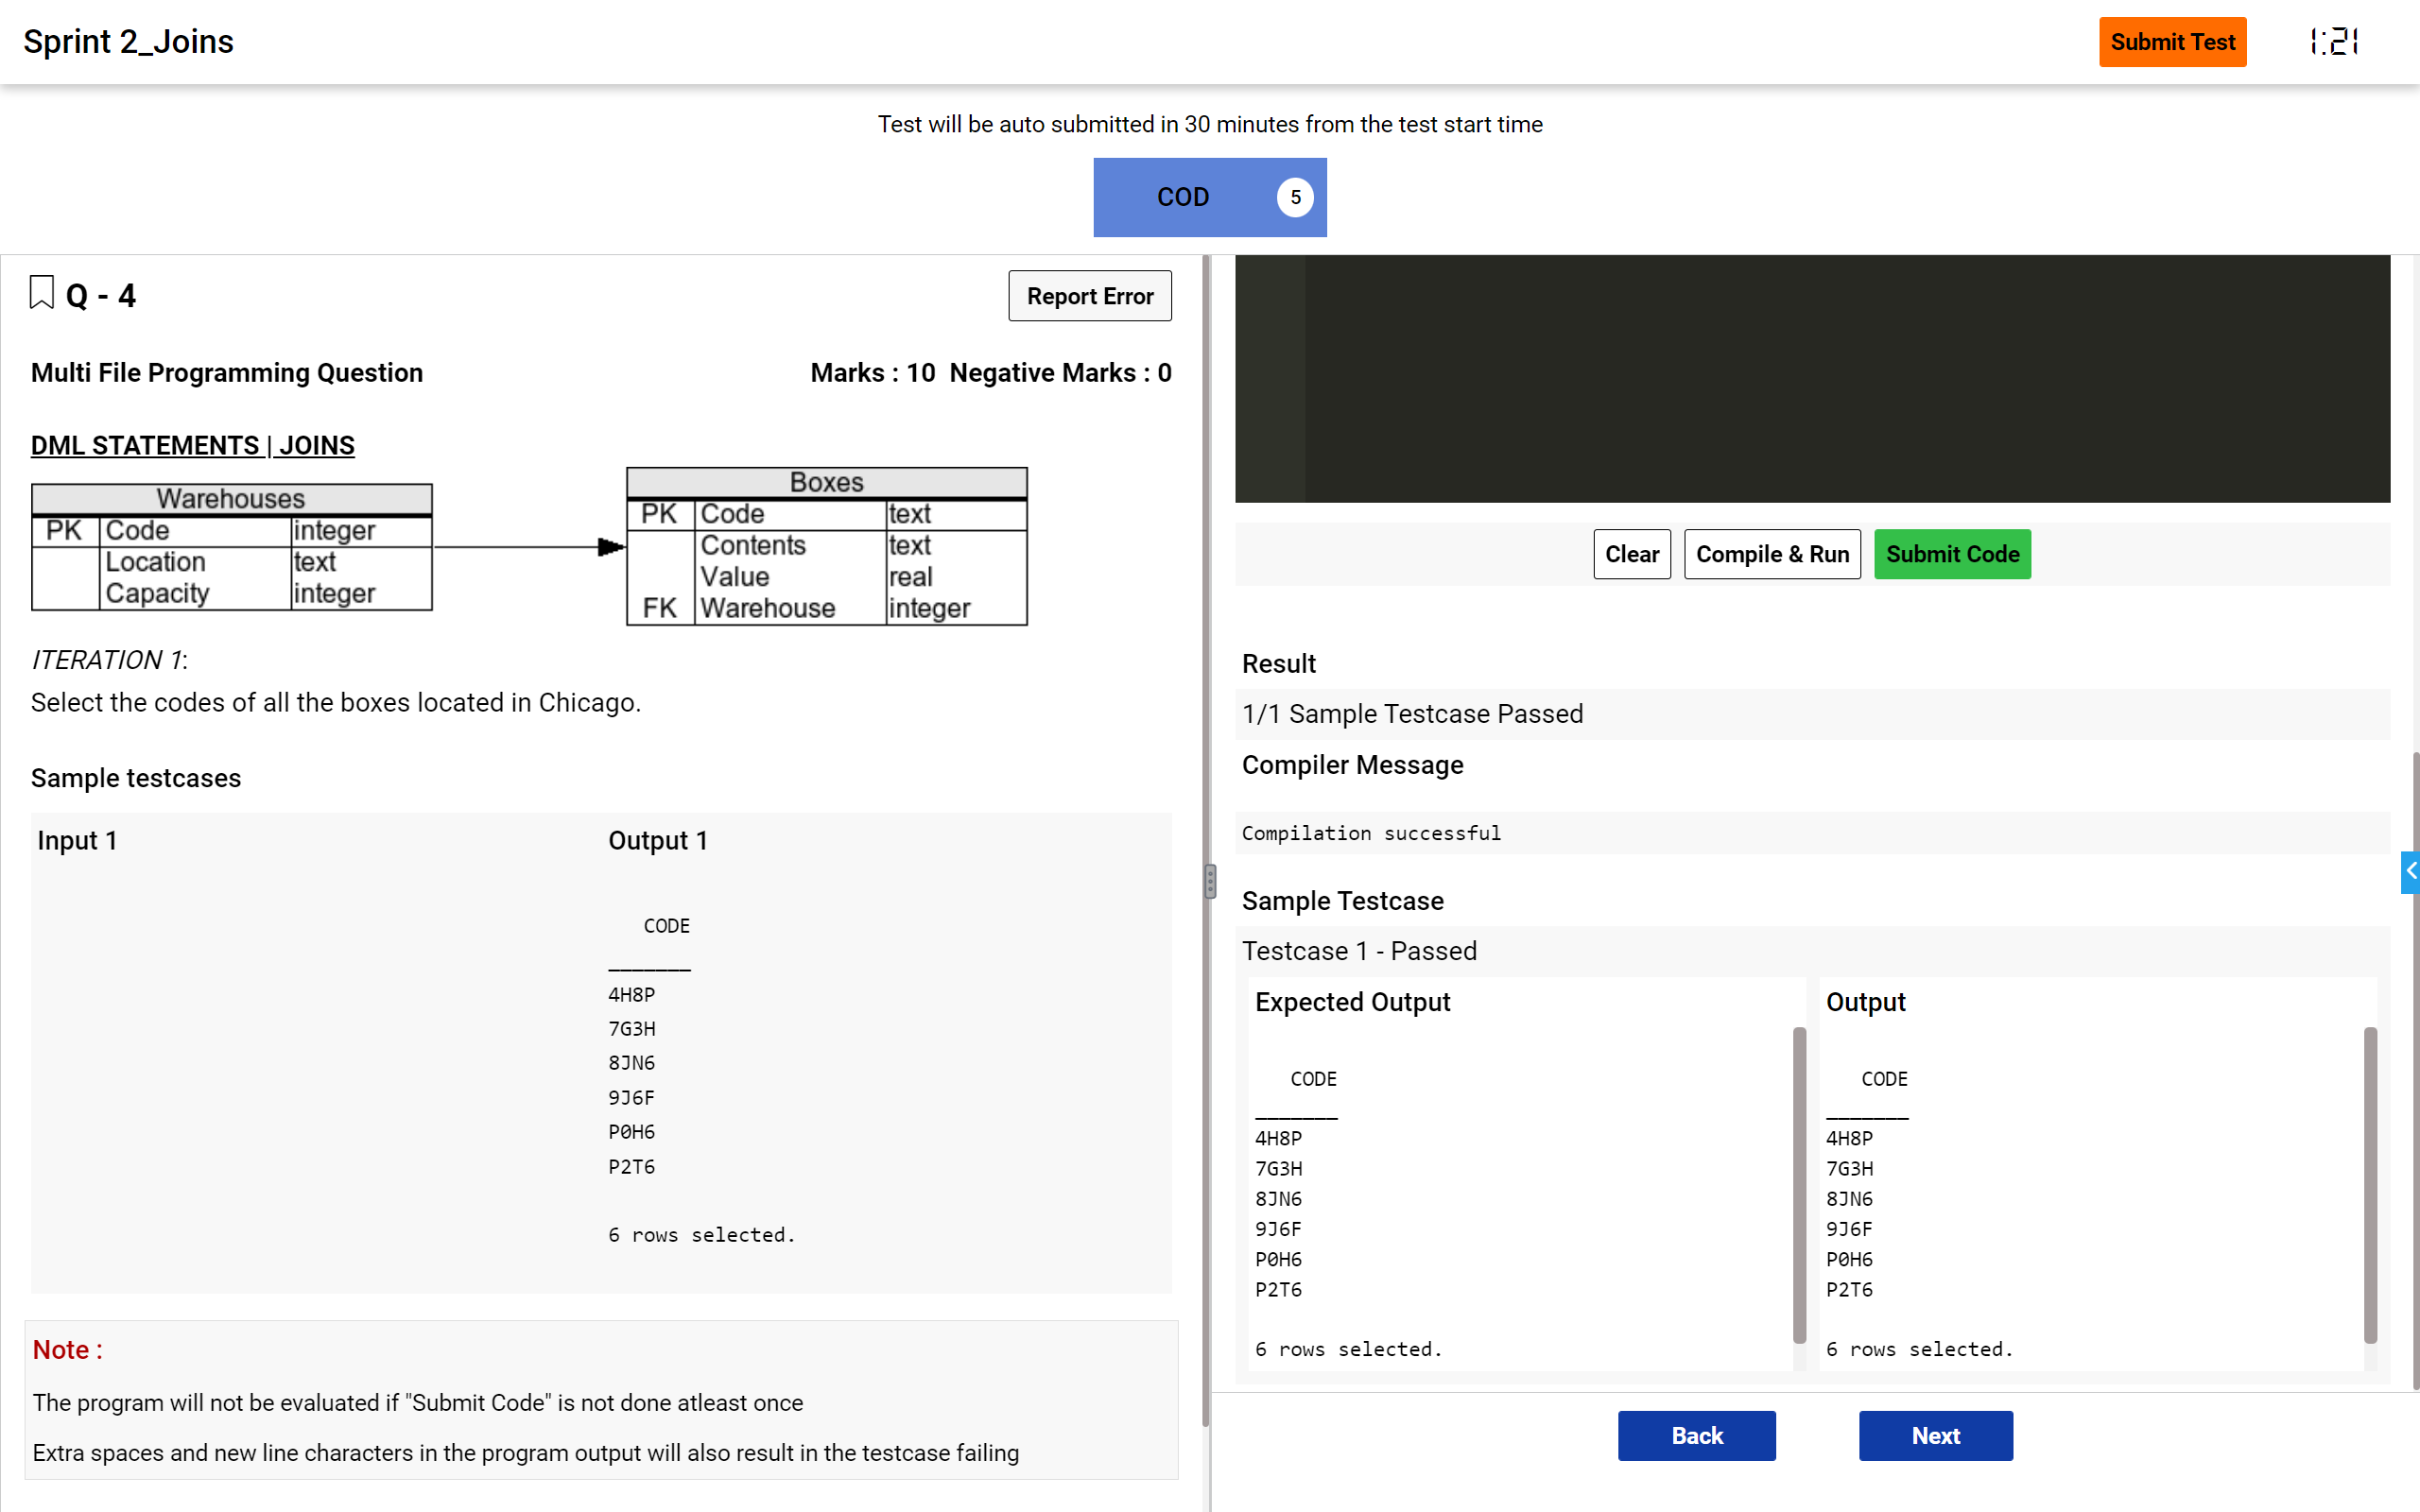 Sprint 2_Joins
Submit Test
1:21
Test will be auto submitted in 30 minutes from the test start time
COD 5
Q - 4
Report Error
Multi File Programming Question
Marks : 10 Negative Marks : 0
DML STATEMENTS | JOINS
Warehouses
PK Code integer
Location text
Capacity integer
Boxes
PK Code text
Contents text
Value real
FK Warehouse integer
ITERATION 1:
Select the codes of all the boxes located in Chicago.
Sample testcases
Input 1
Output 1
CODE
_______
4H8P
7G3H
8JN6
9J6F
P0H6
P2T6
6 rows selected.
Note :
The program will not be evaluated if "Submit Code" is not done atleast once
Extra spaces and new line characters in the program output will also result in the testcase failing
Clear
Compile & Run
Submit Code
Result
1/1 Sample Testcase Passed
Compiler Message
Compilation successful
Sample Testcase
Testcase 1 - Passed
Expected Output
CODE
_______
4H8P
7G3H
8JN6
9J6F
P0H6
P2T6
6 rows selected.
Output
CODE
_______
4H8P
7G3H
8JN6
9J6F
P0H6
P2T6
6 rows selected.
Back
Next